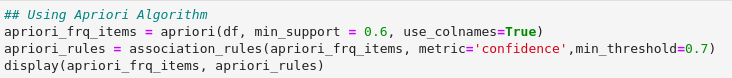 ## Using Apriori Algorithm
apriori_frq_items = apriori(df, min_support = 0.6, use_colnames=True)
apriori_rules = association_rules(apriori_frq_items, metric='confidence',min_threshold=0.7)
display(apriori_frq_items, apriori_rules)